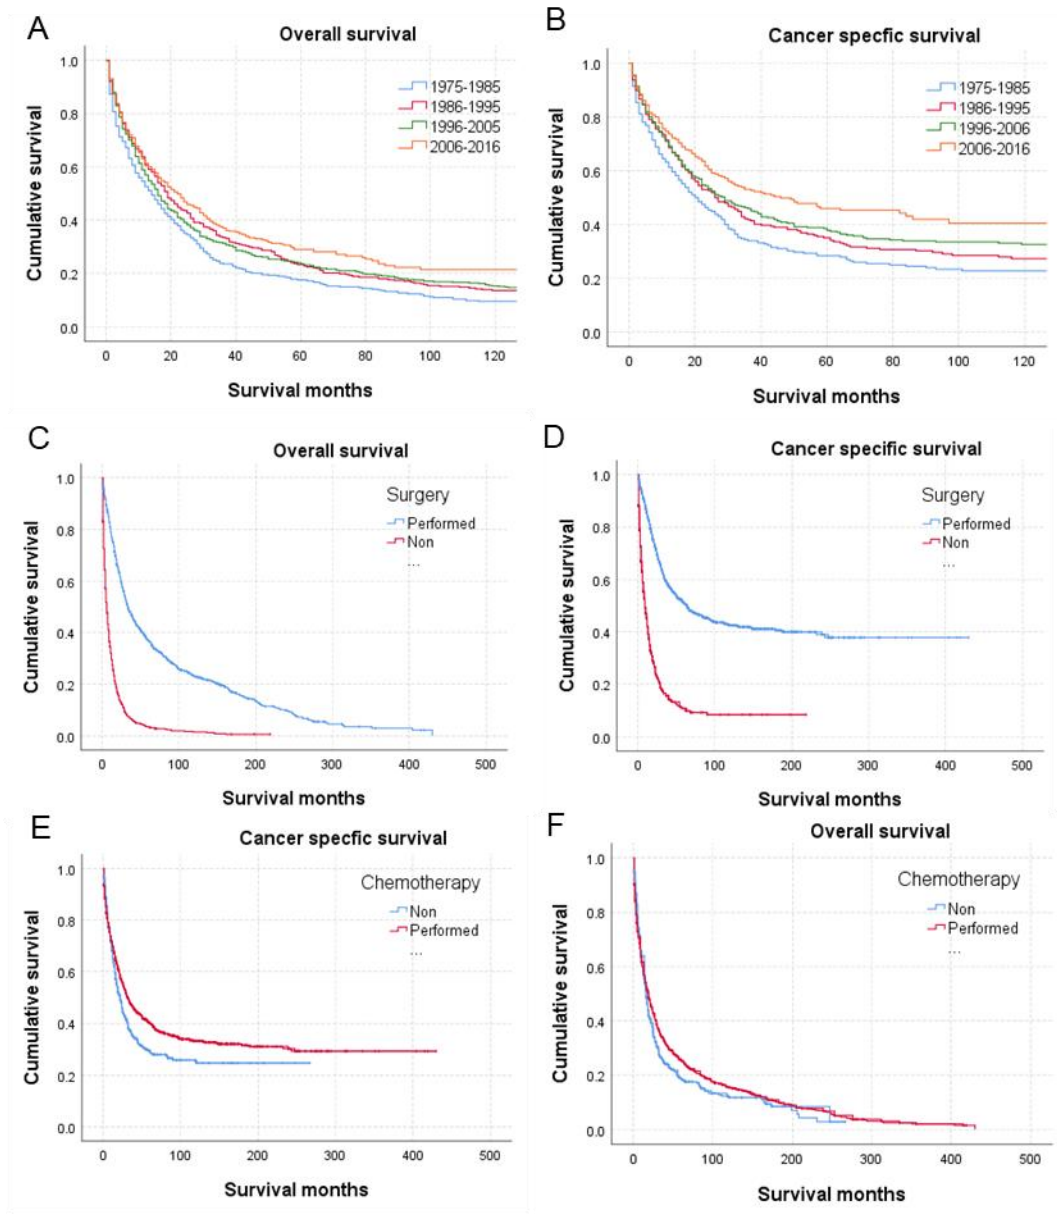 A
Overall survival
1.0
0.8
0.6
0.4
0.2
0.0
Cumulative survival
1975-1985
1986-1995
1996-2005
2006-2016
0 20 40 60 80 100 120
Survival months
B
Cancer specfic survival
1.0
0.8
0.6
0.4
0.2
0.0
Cumulative survival
1975-1985
1986-1995
1996-2006
2006-2016
0 20 40 60 80 100 120
Survival months
C
Overall survival
1.0
0.8
0.6
0.4
0.2
0.0
Cumulative survival
Surgery
Performed
Non
...
0 100 200 300 400 500
Survival months
D
Cancer specific survival
1.0
0.8
0.6
0.4
0.2
0.0
Cumulative survival
Surgery
Performed
Non
...
0 100 200 300 400 500
Survival months
E
Cancer specfic survival
1.0
0.8
0.6
0.4
0.2
0.0
Cumulative survival
Chemotherapy
Non
Performed
...
0 100 200 300 400 500
Survival months
F
Overall survival
1.0
0.8
0.6
0.4
0.2
0.0
Cumulative survival
Chemotherapy
Non
Performed
...
0 100 200 300 400 500
Survival months